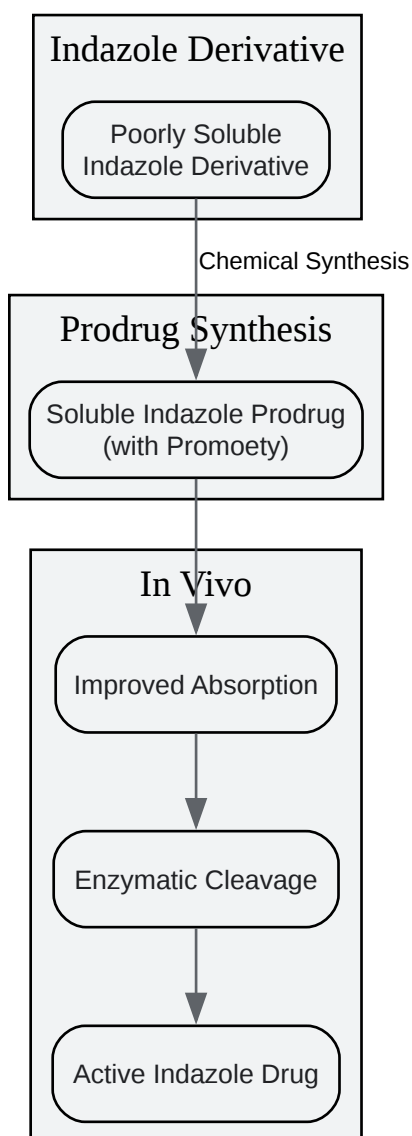 Indazole Derivative
Poorly Soluble
Indazole Derivative
Chemical Synthesis
Prodrug Synthesis
Soluble Indazole Prodrug
(with Promoety)
In Vivo
Improved Absorption
Enzymatic Cleavage
Active Indazole Drug